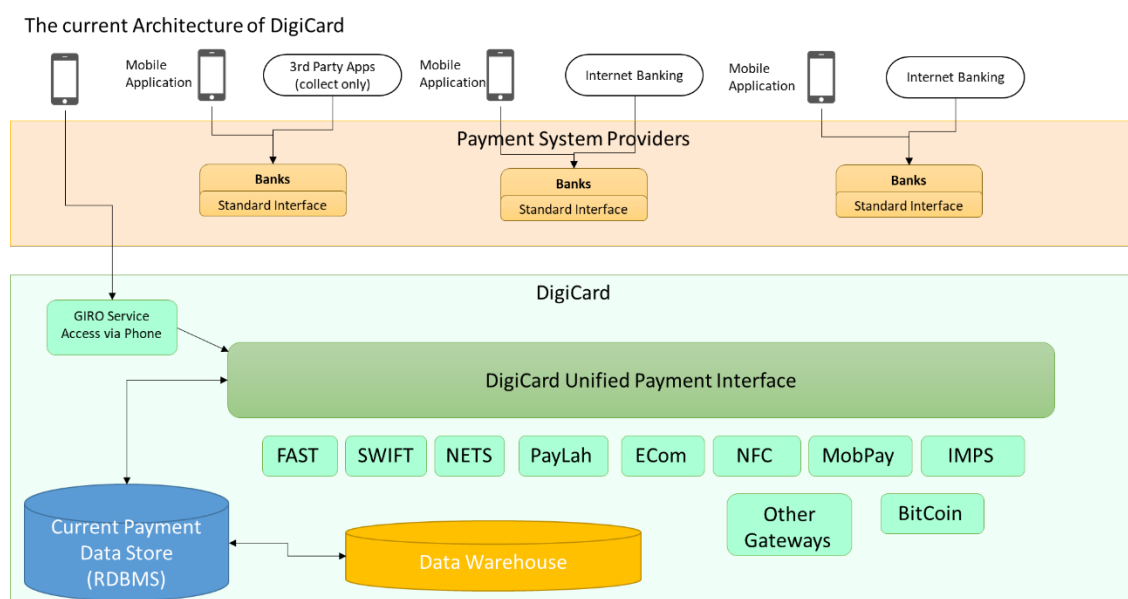 The current Architecture of DigiCard
Mobile
Application
3rd Party Apps
(collect only)
Mobile
Application
Internet Banking
Mobile
Application
Internet Banking
Payment System Providers
Banks
Standard Interface
Banks
Standard Interface
Banks
Standard Interface
DigiCard
GIRO Service
Access via Phone
DigiCard Unified Payment Interface
FAST
SWIFT
NETS
PayLah
ECom
NFC
MobPay
IMPS
Other
Gateways
BitCoin
Current Payment
Data Store
(RDBMS)
Data Warehouse